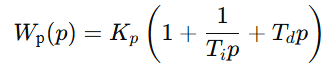 W_p(p) = K_p (1 + 1/(T_i p) + T_d p)